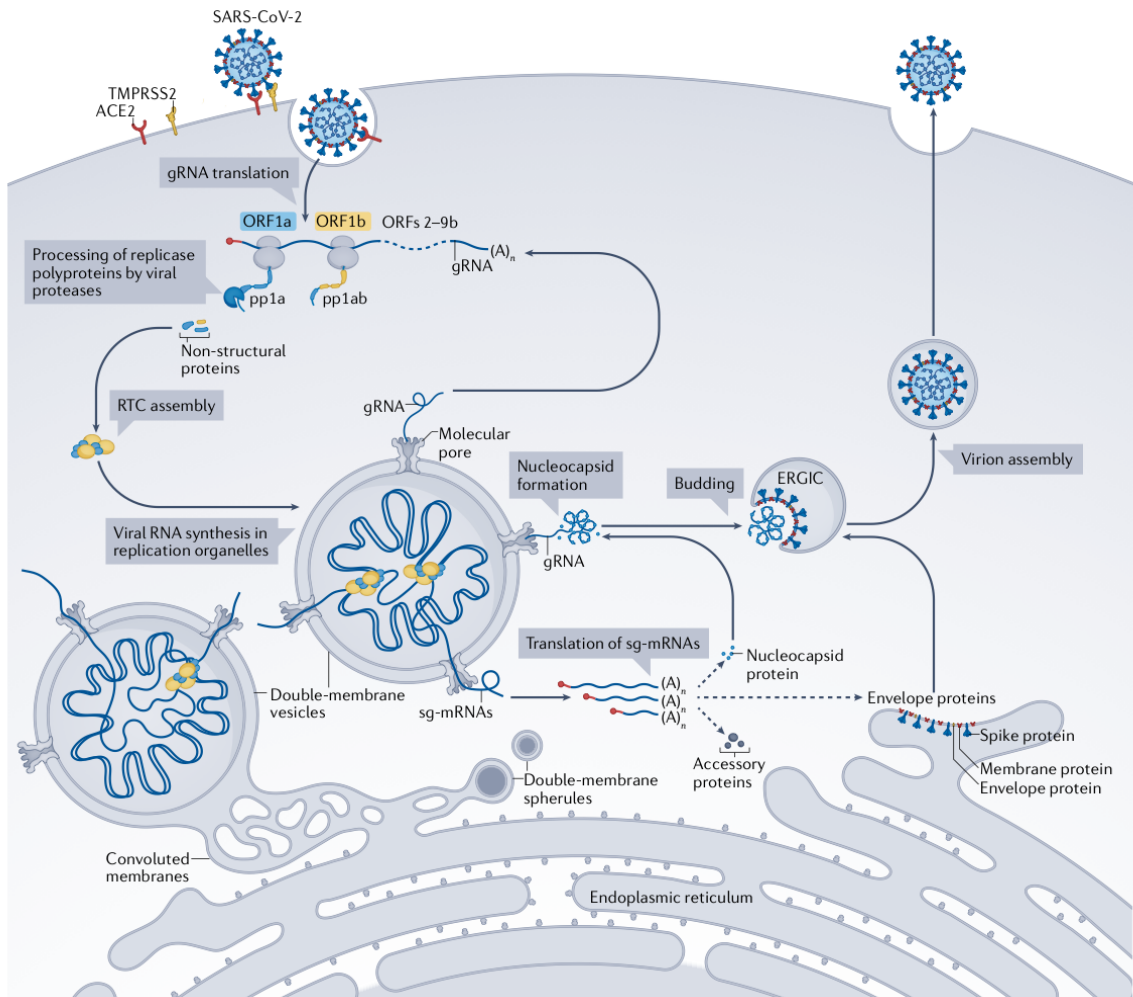 SARS-CoV-2
TMPRSS2
ACE2
gRNA translation
ORF1a
ORF1b
ORFs 2–9b
(A)n
gRNA
Processing of replicase
polyproteins by viral
proteases
pp1a
pp1ab
Non-structural
proteins
RTC assembly
gRNA
Molecular
pore
Nucleocapsid
formation
Budding
ERGIC
Virion assembly
Viral RNA synthesis in
replication organelles
gRNA
Translation of sg-mRNAs
Nucleocapsid
protein
Double-membrane
vesicles
sg-mRNAs
(A)n
(A)n
(A)n
Envelope proteins
Spike protein
Membrane protein
Envelope protein
Accessory
proteins
Double-membrane
spherules
Convoluted
membranes
Endoplasmic reticulum